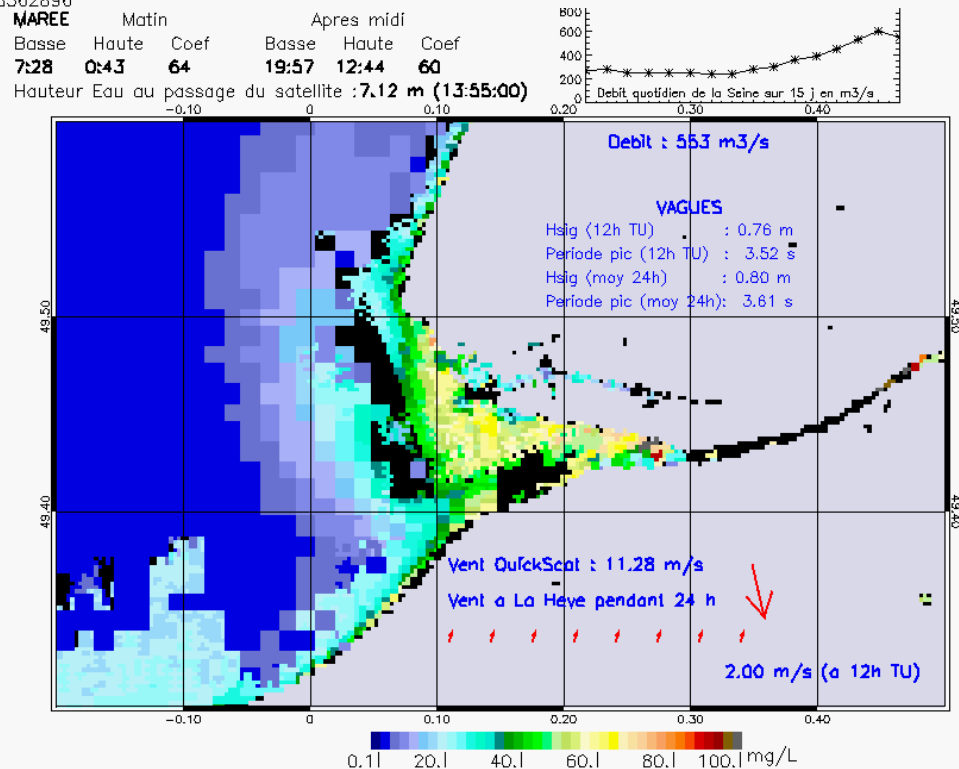 MAREE Matin Apres midi
Basse Haute Coef Basse Haute Coef
7:28 0:43 64 19:57 12:44 60
Hauteur Eau au passage du satellite : 7.12 m (13:55:00)
800
600
400
200
0
Debit quotidien de la Seine sur 15 j en m3/s
-0.10 0 0.10 0.20 0.30 0.40
Debit : 553 m3/s
VAGUES
Hsig (12h TU) : 0.76 m
Periode pic (12h TU) : 3.52 s
Hsig (moy 24h) : 0.80 m
Periode pic (moy 24h): 3.61 s
49.50 49.50
49.40 49.40
Vent QuickScat : 11.28 m/s
Vent a La Heve pendant 24 h
2.00 m/s (a 12h TU)
-0.10 0 0.10 0.20 0.30 0.40
0.1| 20.| 40.| 60.| 80.| 100.| mg/L